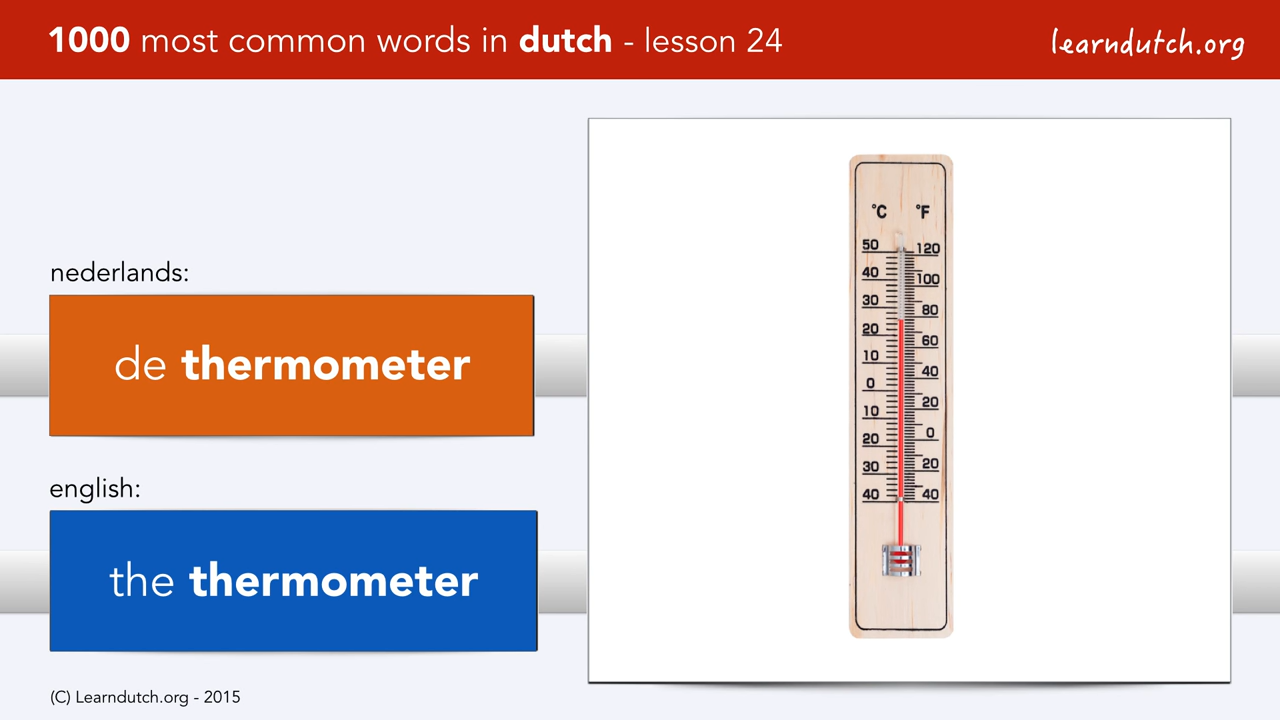 1000 most common words in dutch - lesson 24
learndutch.org
nederlands:
de thermometer
english:
the thermometer
°C °F
50 120
40 100
30 80
20 60
10 40
0 20
10 0
20 20
30 40
40
(C) Learndutch.org - 2015